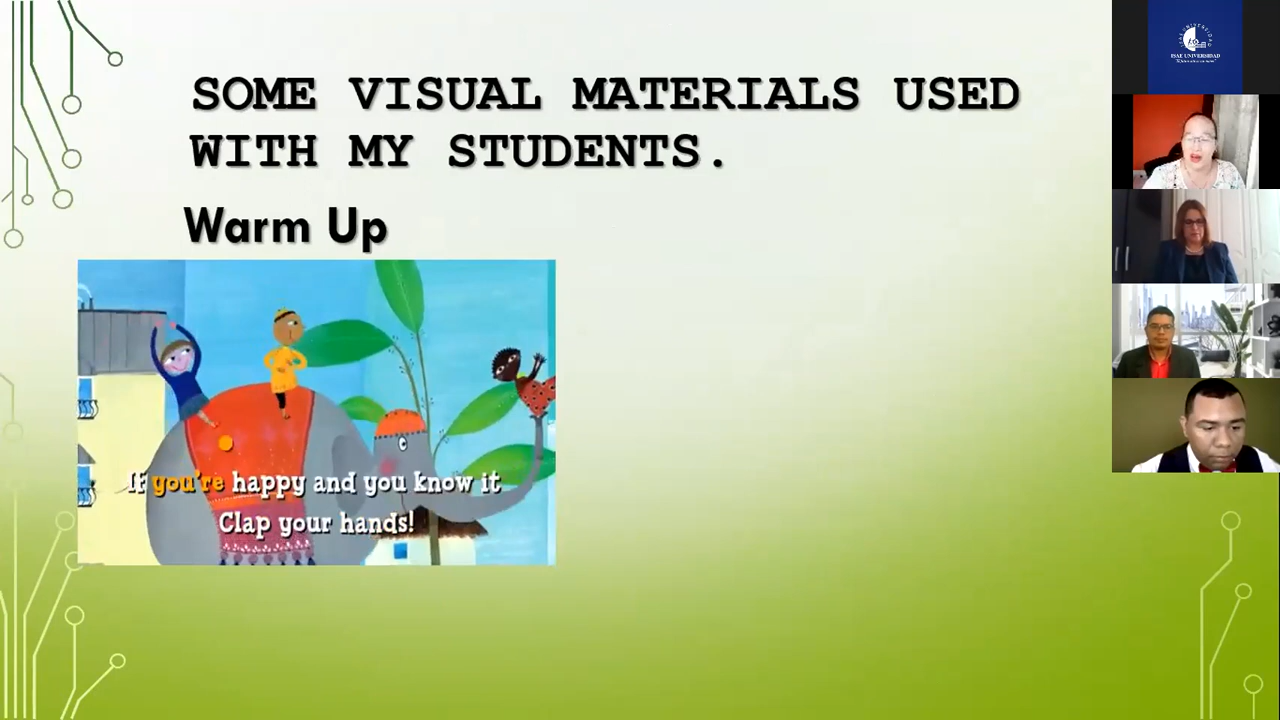 SOME VISUAL MATERIALS USED
WITH MY STUDENTS.
Warm Up
If you're happy and you know it
Clap your hands!
ISAE UNIVERSIDAD